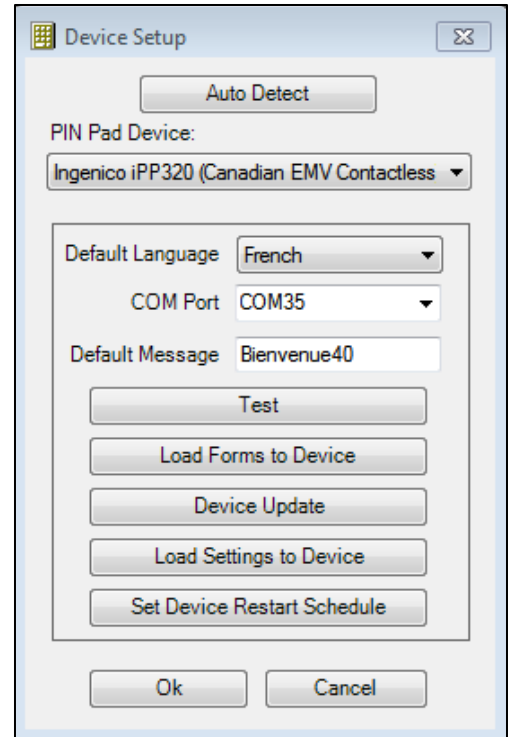 Device Setup
Auto Detect
PIN Pad Device:
Ingenico iPP320 (Canadian EMV Contactless
Default Language French
COM Port COM35
Default Message Bienvenue40
Test
Load Forms to Device
Device Update
Load Settings to Device
Set Device Restart Schedule
Ok Cancel